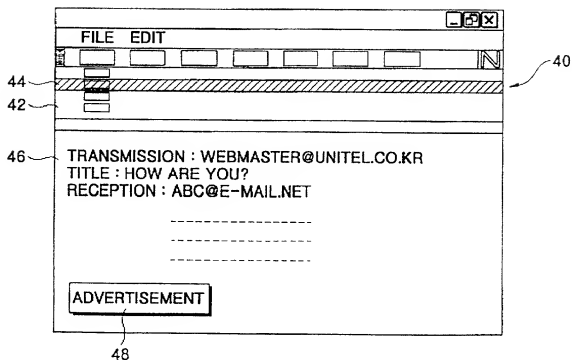 FILE EDIT
N
44
40
42
46
TRANSMISSION : WEBMASTER@UNITEL.CO.KR
TITLE : HOW ARE YOU?
RECEPTION : ABC@E-MAIL.NET
ADVERTISEMENT
48